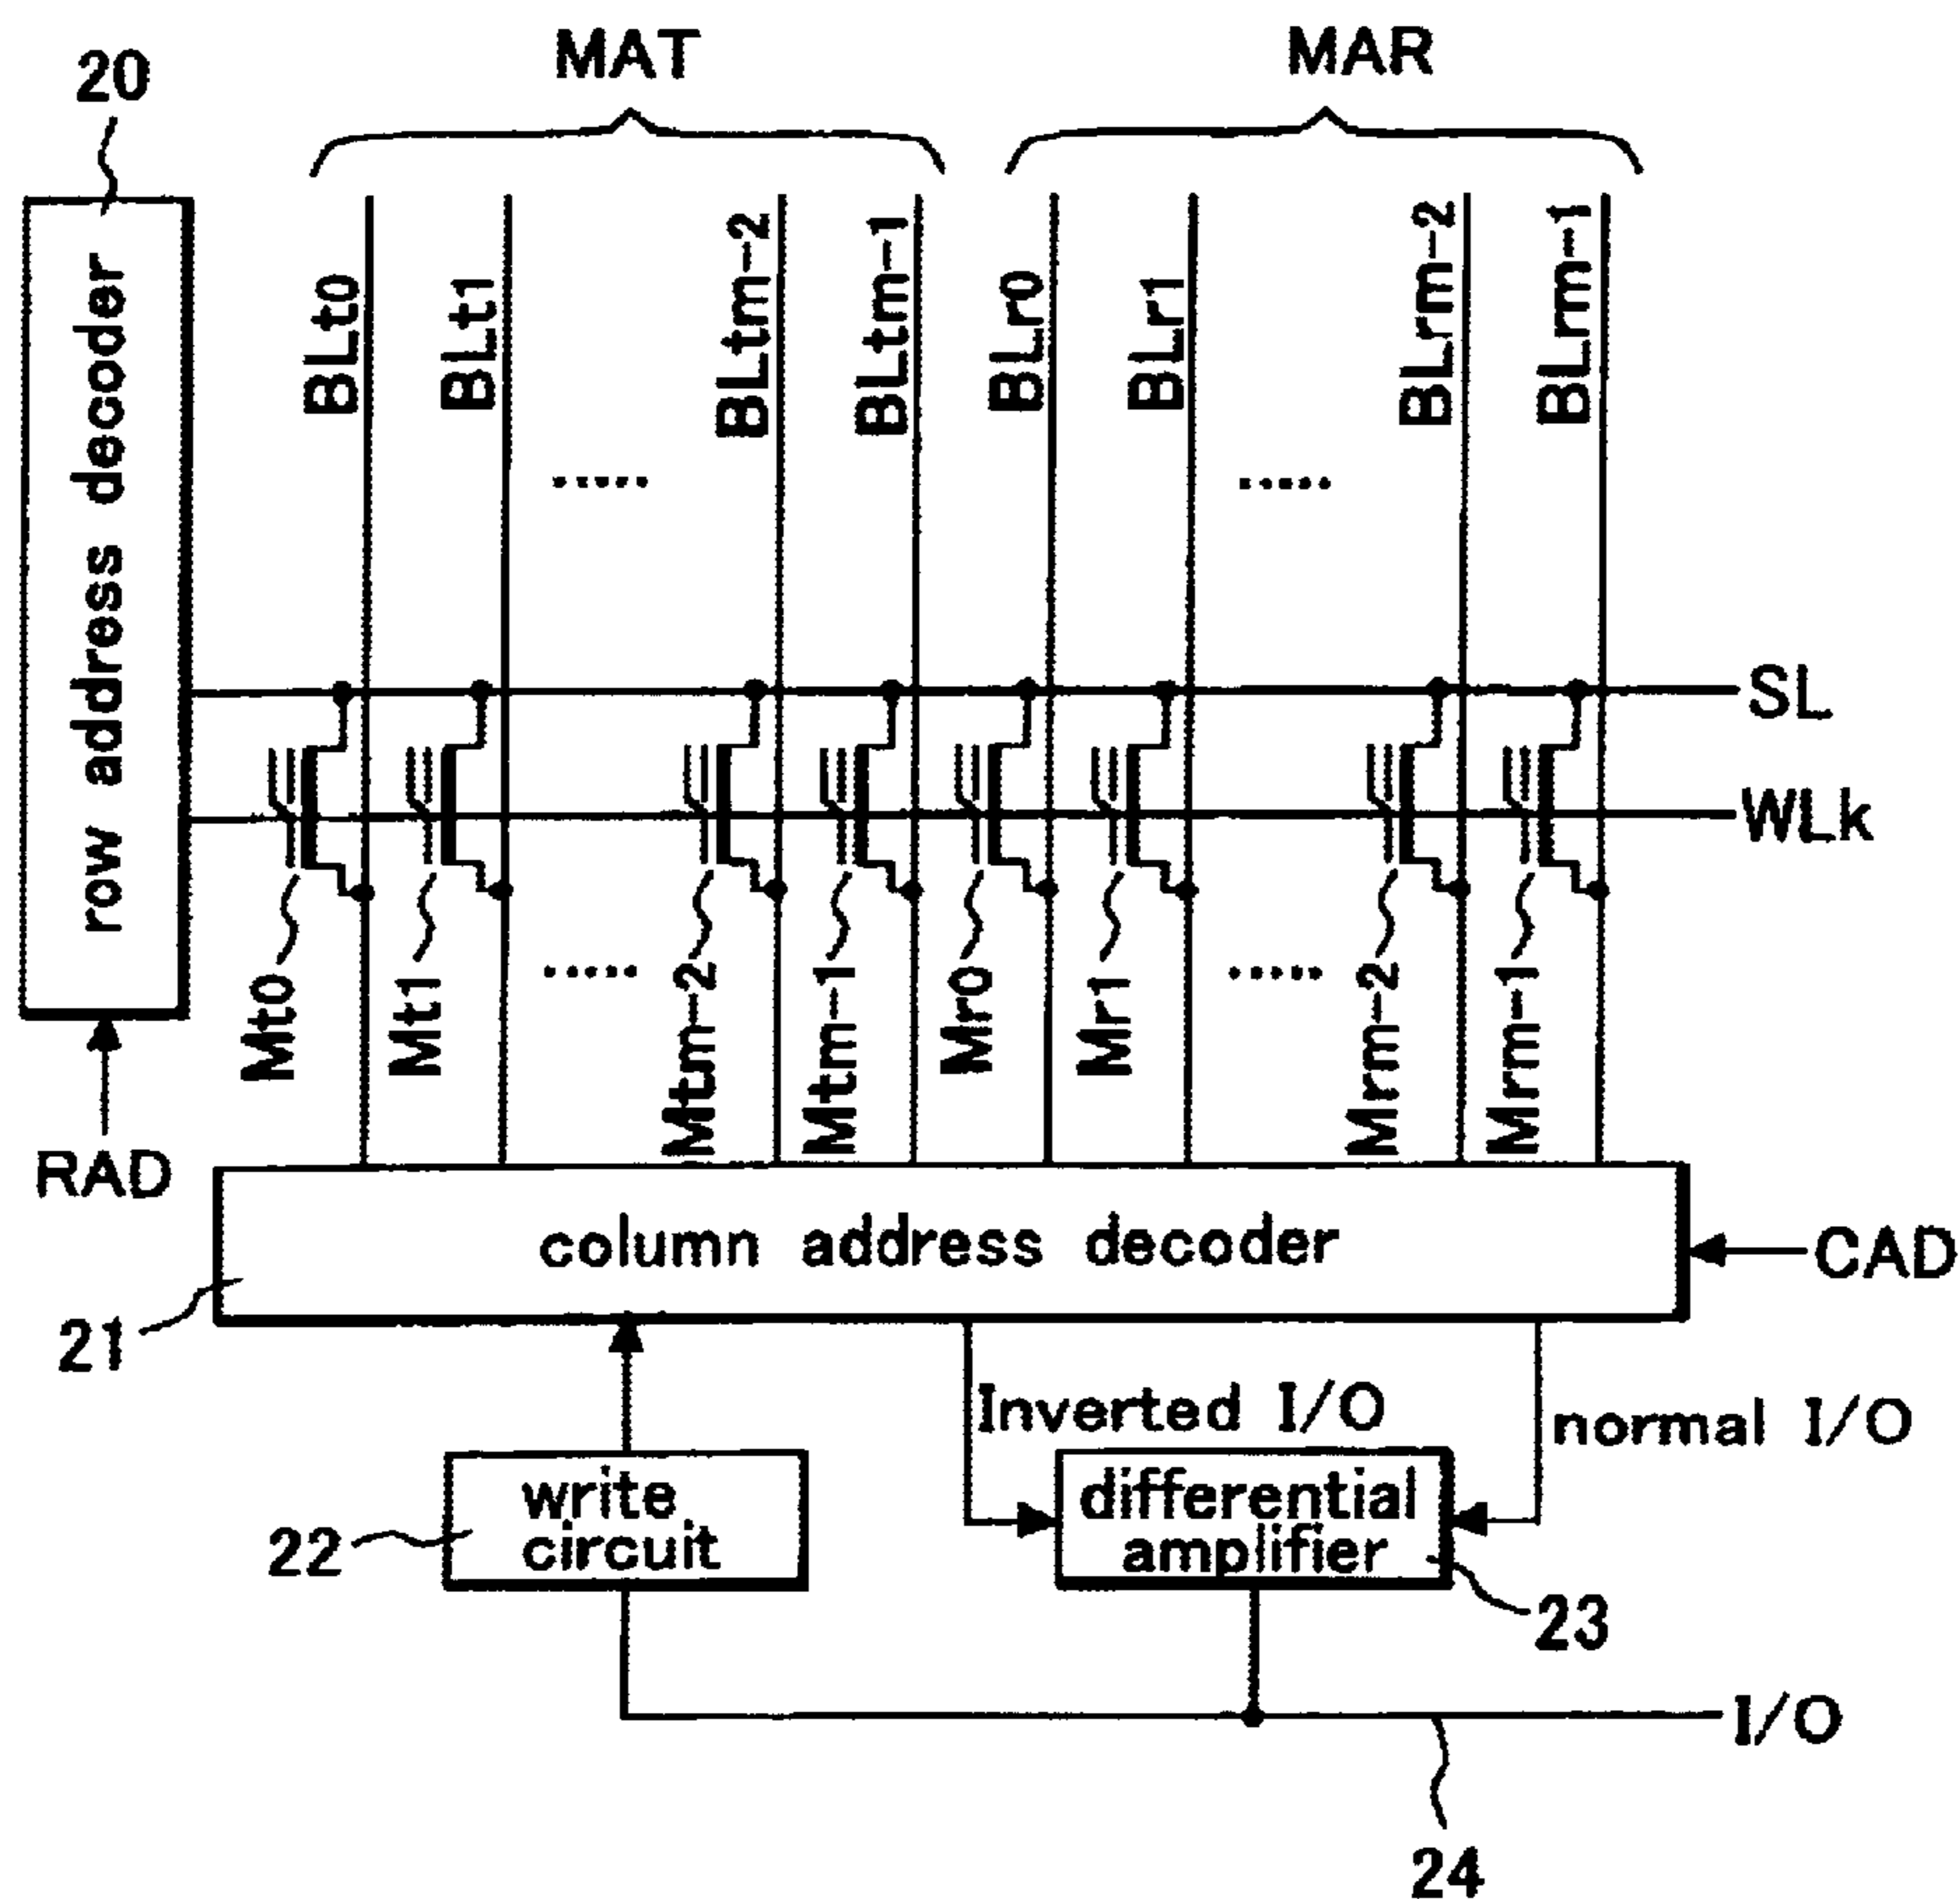 MAT
MAR
20
row address decoder
BLt0
BLt1
BLtm-2
BLtm-1
BLr0
BLr1
BLrm-2
BLrm-1
SL
WLk
Mt0
Mt1
Mtm-2
Mtm-1
Mr0
Mr1
Mrm-2
Mrm-1
RAD
column address decoder
CAD
21
Inverted I/O
normal I/O
write
circuit
differential
amplifier
22
23
I/O
24